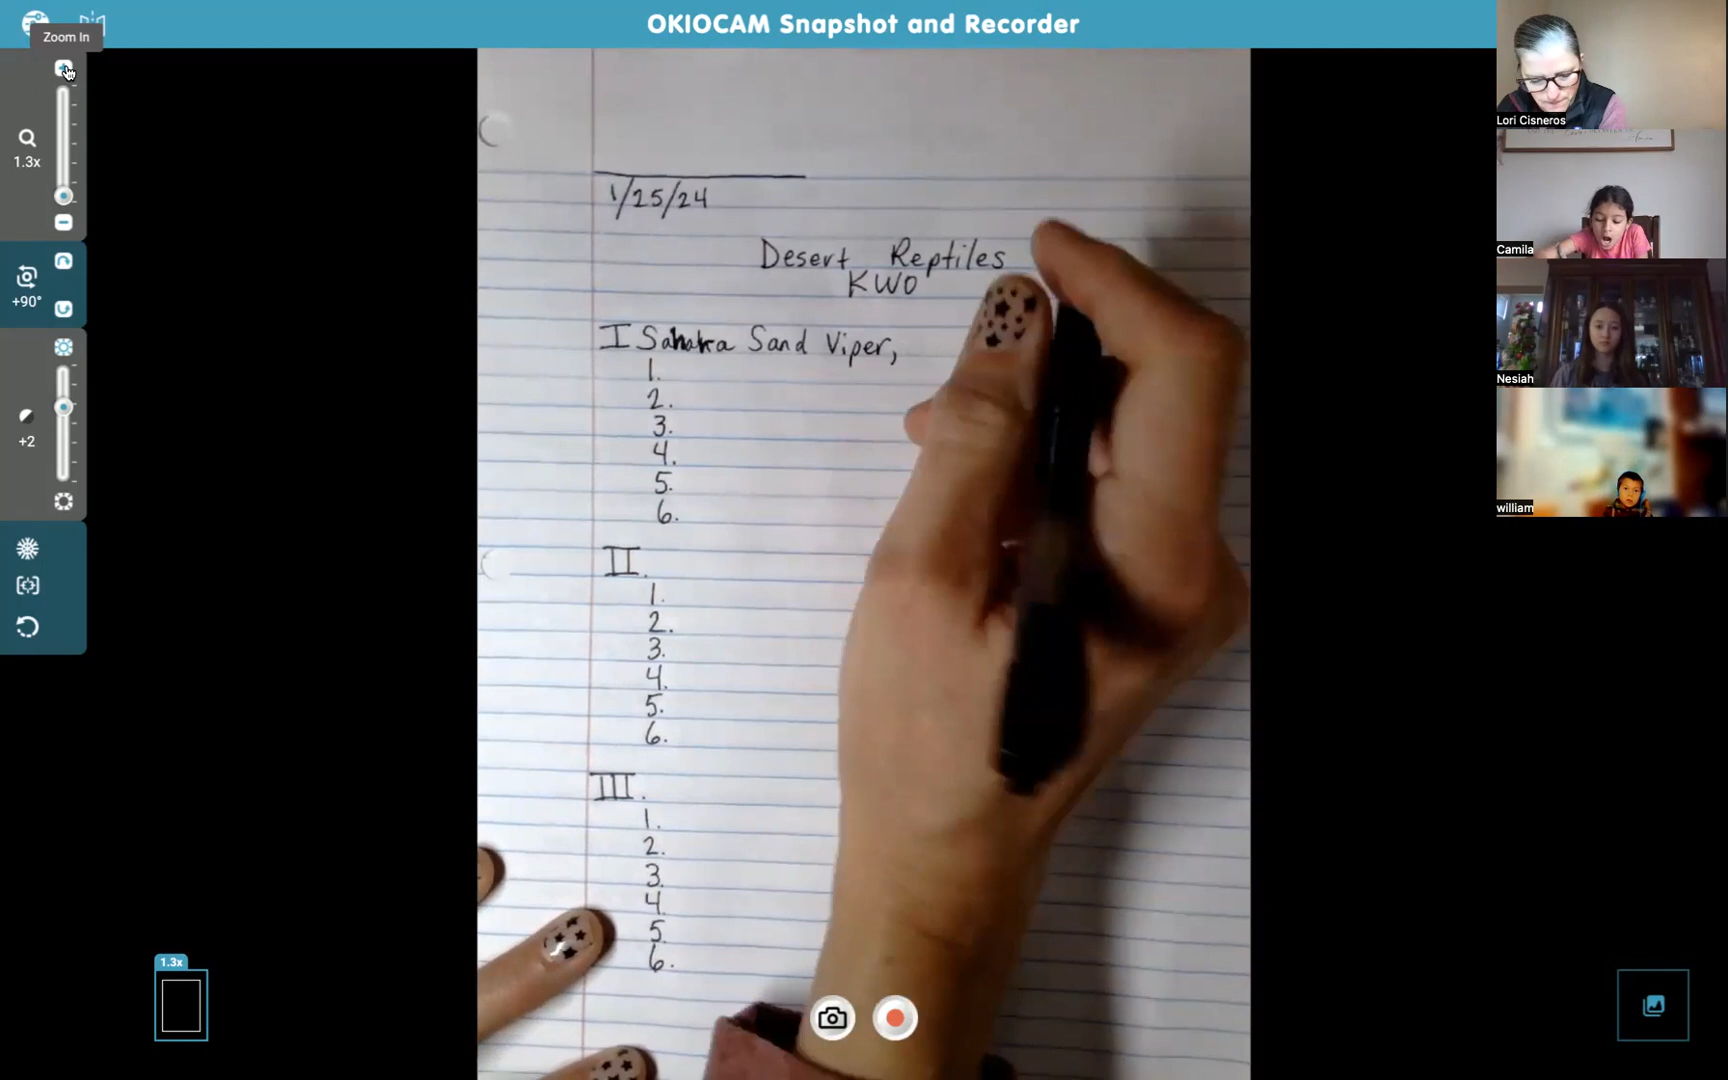 OKIOCAM Snapshot and Recorder
Zoom In
1.3x
+90°
+2
1.3x
1/25/24
Desert Reptiles
KWO
I Sahara Sand Viper,
1.
2.
3.
4.
5.
6.
II.
1.
2.
3.
4.
5.
6.
III.
1.
2.
3.
4.
5.
6.
Lori Cisneros
Camila
Nesiah
william